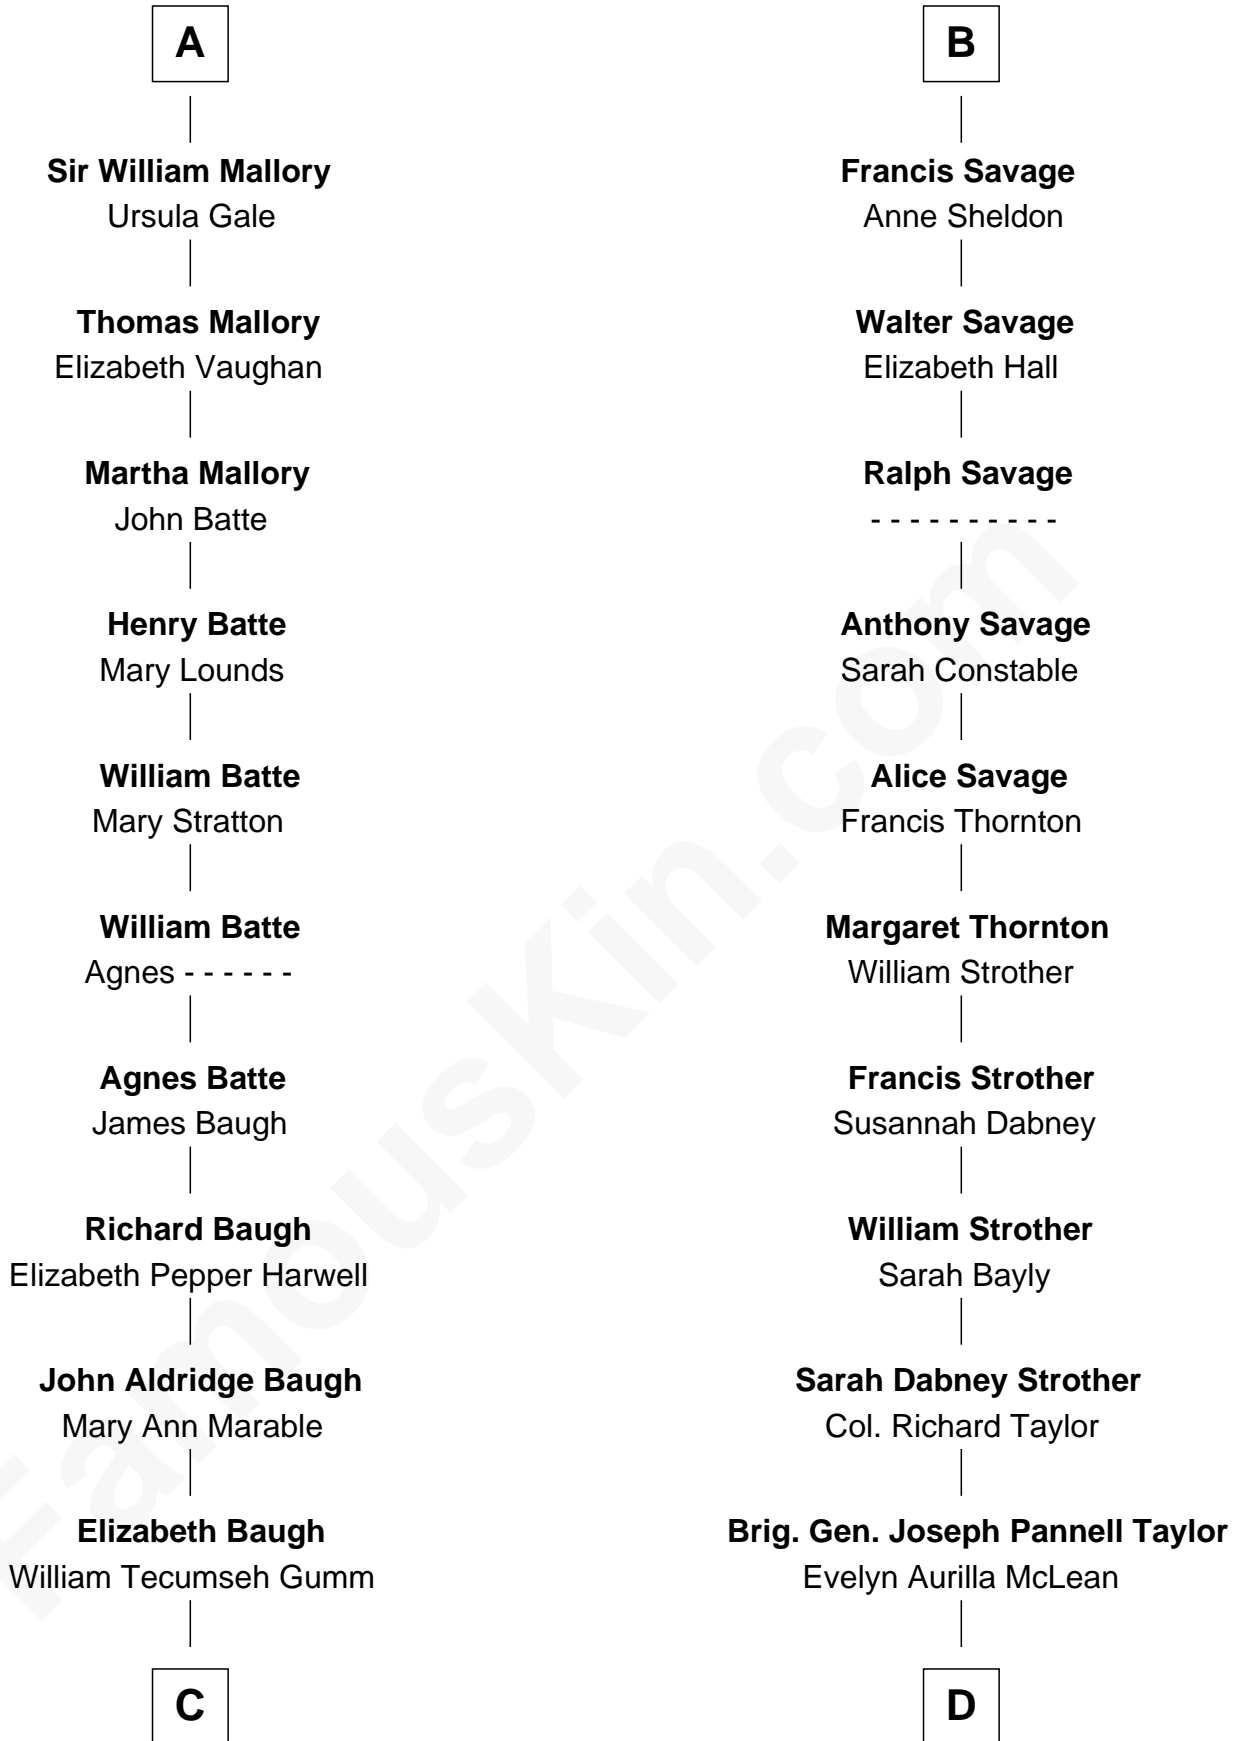 A
Sir William Mallory
Ursula Gale
Thomas Mallory
Elizabeth Vaughan
Martha Mallory
John Batte
Henry Batte
Mary Lounds
William Batte
Mary Stratton
William Batte
Agnes - - - - - -
Agnes Batte
James Baugh
Richard Baugh
Elizabeth Pepper Harwell
John Aldridge Baugh
Mary Ann Marable
Elizabeth Baugh
William Tecumseh Gumm
C
B
Francis Savage
Anne Sheldon
Walter Savage
Elizabeth Hall
Ralph Savage
- - - - - - - - - -
Anthony Savage
Sarah Constable
Alice Savage
Francis Thornton
Margaret Thornton
William Strother
Francis Strother
Susannah Dabney
William Strother
Sarah Bayly
Sarah Dabney Strother
Col. Richard Taylor
Brig. Gen. Joseph Pannell Taylor
Evelyn Aurilla McLean
D
FamousKin.com